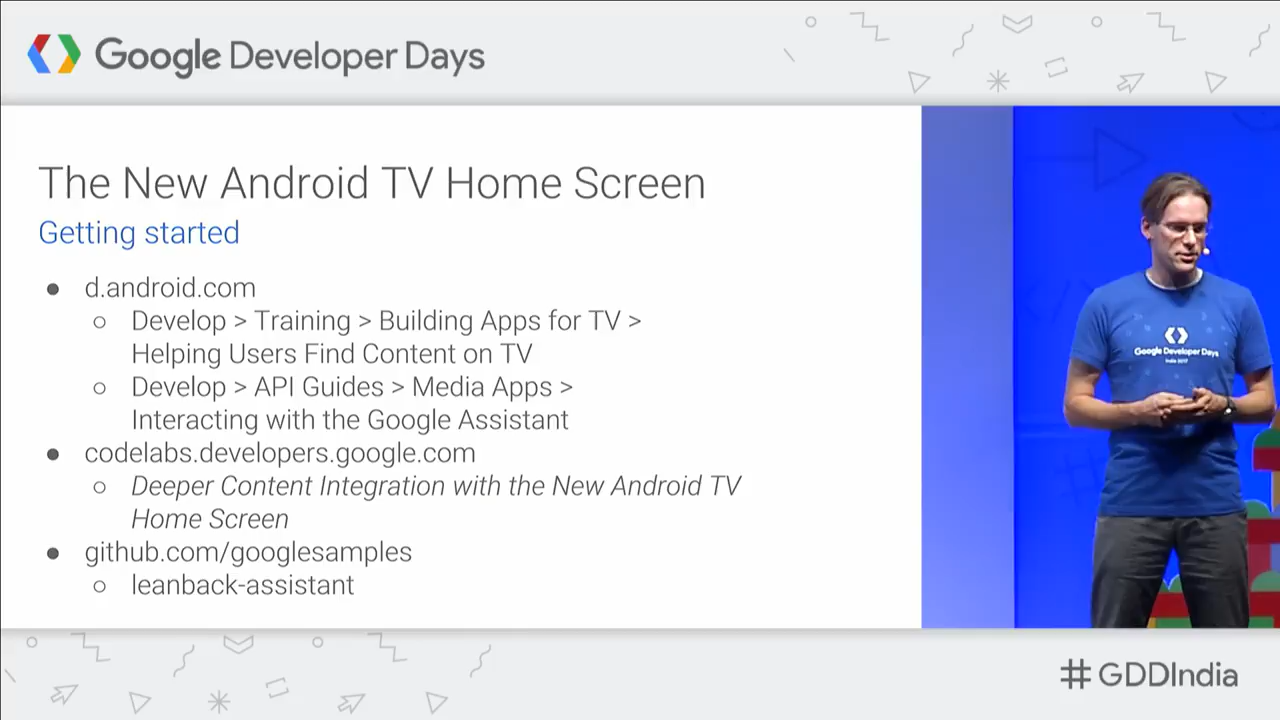 Google Developer Days
The New Android TV Home Screen
Getting started
● d.android.com
○ Develop > Training > Building Apps for TV >
Helping Users Find Content on TV
○ Develop > API Guides > Media Apps >
Interacting with the Google Assistant
● codelabs.developers.google.com
○ Deeper Content Integration with the New Android TV
Home Screen
● github.com/googlesamples
○ leanback-assistant
Google Developer Days
India 2017
#GDDIndia